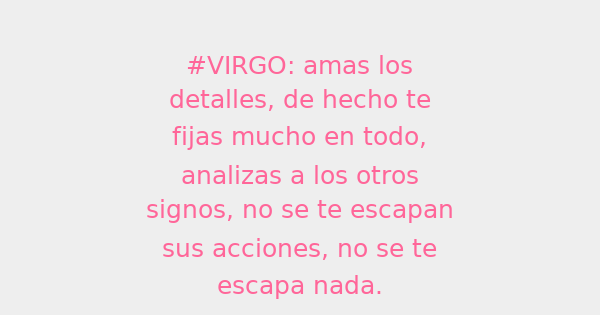 #VIRGO: amas los
detalles, de hecho te
fijas mucho en todo,
analizas a los otros
signos, no se te escapan
sus acciones, no se te
escapa nada.